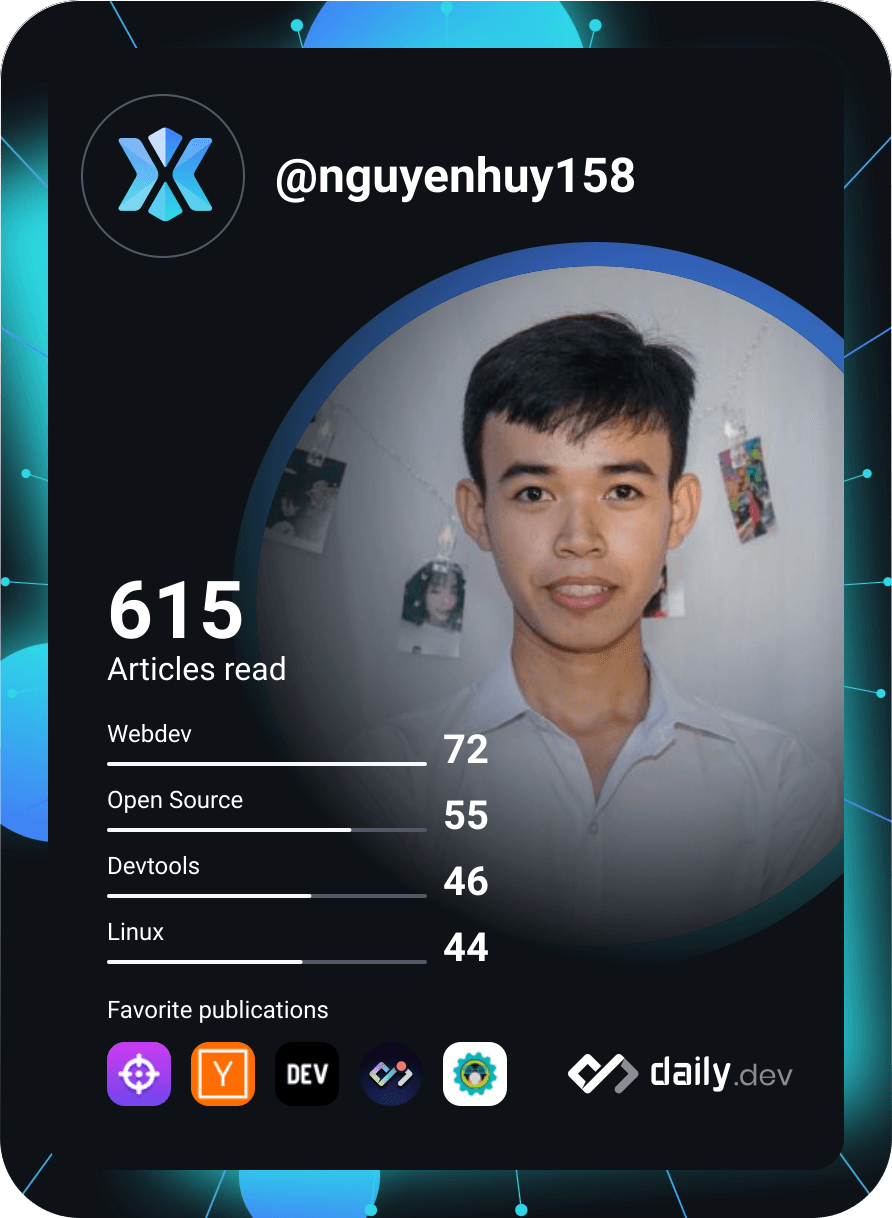 @nguyenhuy158
615
Articles read
Webdev
72
Open Source
55
Devtools
46
Linux
44
Favorite publications
Y
DEV
daily.dev